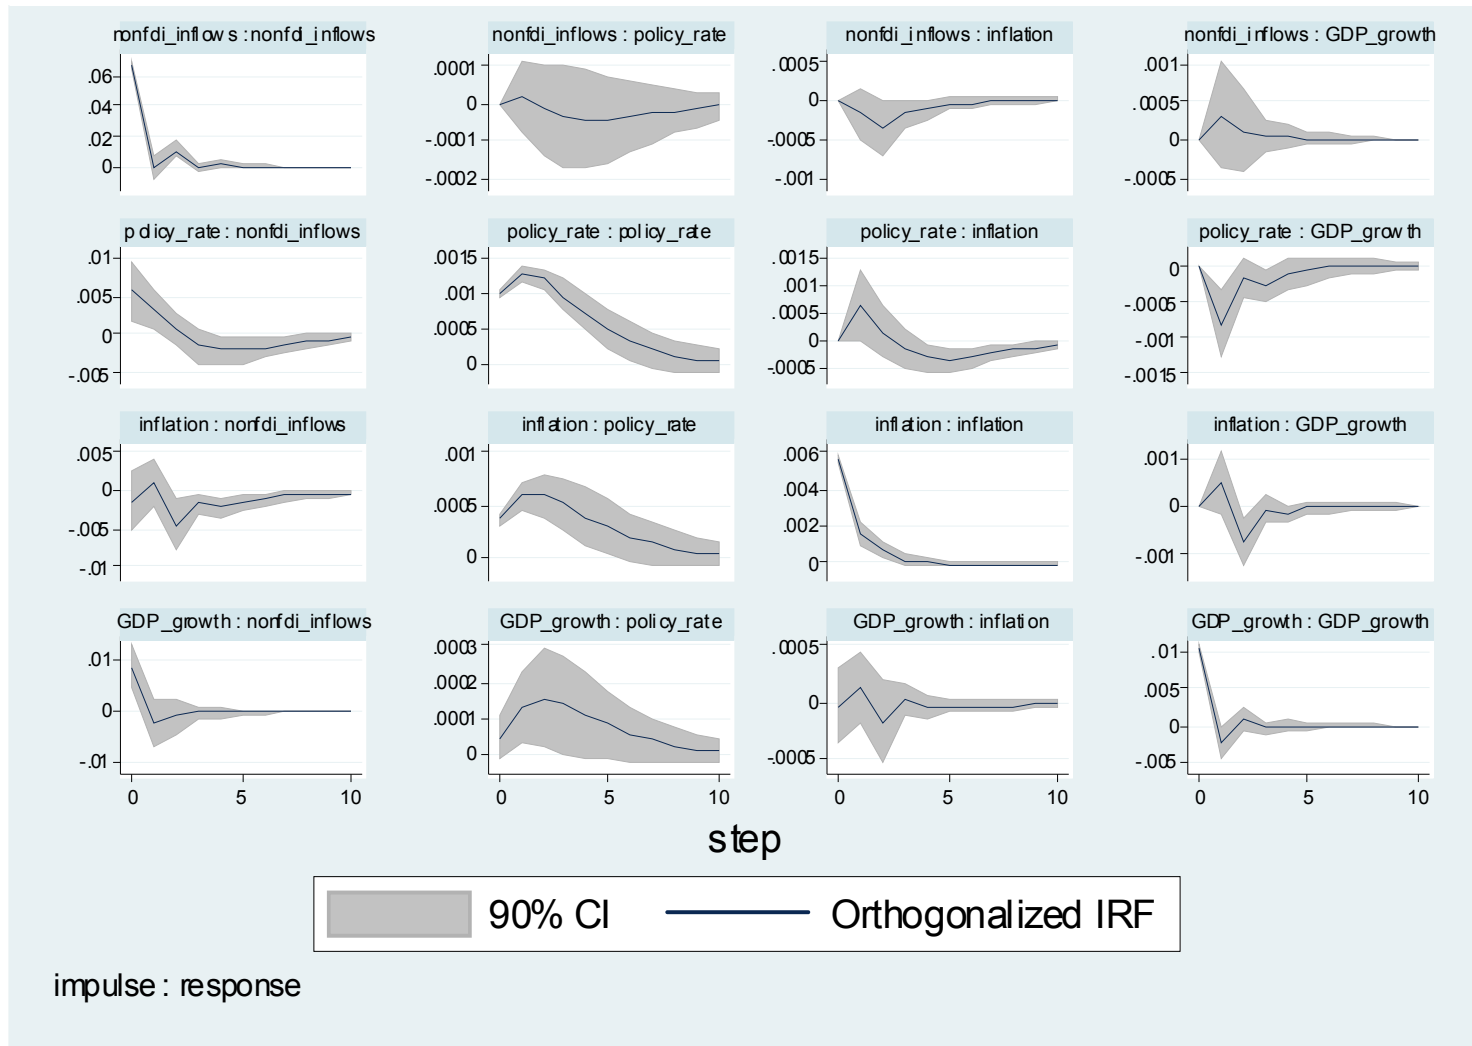 nonfdi_inflows : nonfdi_inflows
nonfdi_inflows : policy_rate
nonfdi_inflows : inflation
nonfdi_inflows : GDP_growth
.06
.04
.02
0
.0001
0
-.0001
-.0002
.0005
0
-.0005
-.001
.001
.0005
0
-.0005
policy_rate : nonfdi_inflows
policy_rate : policy_rate
policy_rate : inflation
policy_rate : GDP_growth
.01
.005
0
-.005
.0015
.001
.0005
0
.0015
.001
.0005
0
-.0005
0
-.0005
-.001
-.0015
inflation : nonfdi_inflows
inflation : policy_rate
inflation : inflation
inflation : GDP_growth
.005
0
-.005
-.01
.001
.0005
0
.006
.004
.002
0
.001
0
-.001
GDP_growth : nonfdi_inflows
GDP_growth : policy_rate
GDP_growth : inflation
GDP_growth : GDP_growth
.01
0
-.01
.0003
.0002
.0001
0
.0005
0
-.0005
.01
.005
0
-.005
0 5 10
0 5 10
0 5 10
0 5 10
step
90% CI
Orthogonalized IRF
impulse : response